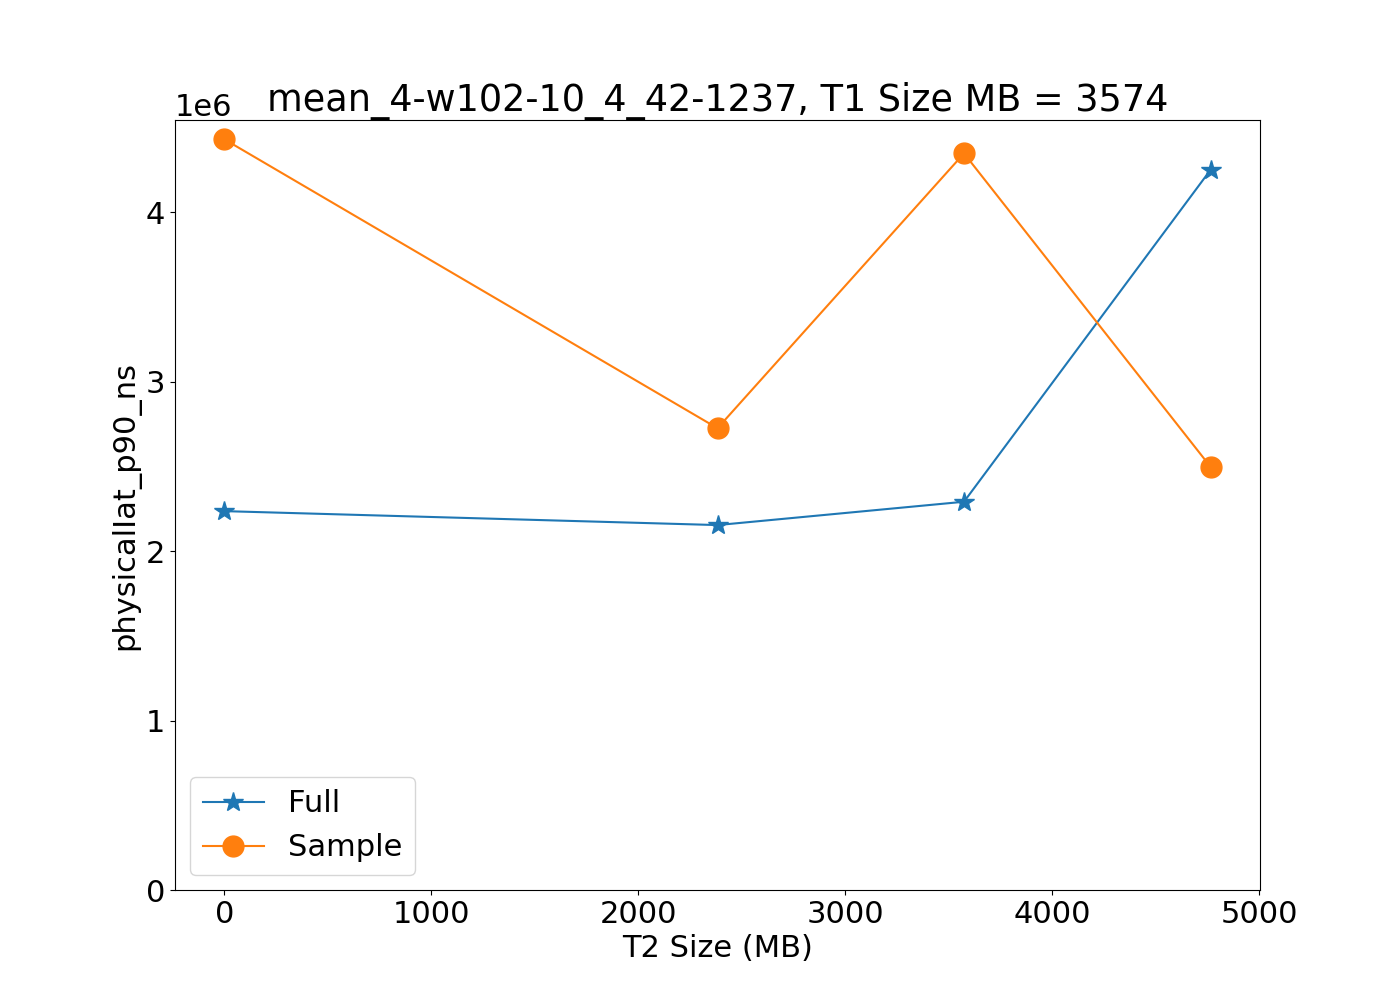 1e6
mean_4-w102-10_4_42-1237, T1 Size MB = 3574
physicallat_p90_ns
4
3
2
1
0
Full
Sample
0 1000 2000 3000 4000 5000
T2 Size (MB)